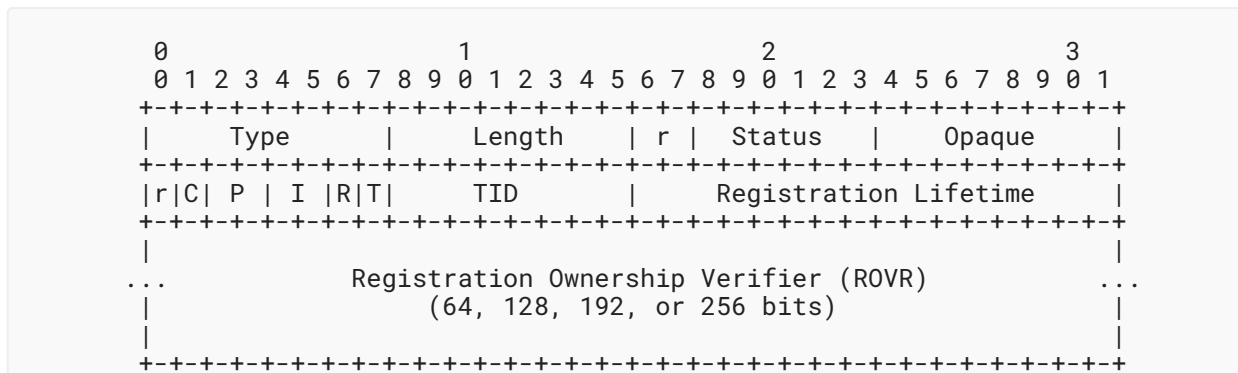 0                   1                   2                   3
 0 1 2 3 4 5 6 7 8 9 0 1 2 3 4 5 6 7 8 9 0 1 2 3 4 5 6 7 8 9 0 1
+-+-+-+-+-+-+-+-+-+-+-+-+-+-+-+-+-+-+-+-+-+-+-+-+-+-+-+-+-+-+-+-+
|     Type      |     Length    | r |  Status   |    Opaque     |
+-+-+-+-+-+-+-+-+-+-+-+-+-+-+-+-+-+-+-+-+-+-+-+-+-+-+-+-+-+-+-+-+
|r|C| P | I |R|T|     TID       |     Registration Lifetime     |
+-+-+-+-+-+-+-+-+-+-+-+-+-+-+-+-+-+-+-+-+-+-+-+-+-+-+-+-+-+-+-+-+
|                                                               |
...            Registration Ownership Verifier (ROVR)           ...
|                  (64, 128, 192, or 256 bits)                  |
|                                                               |
+-+-+-+-+-+-+-+-+-+-+-+-+-+-+-+-+-+-+-+-+-+-+-+-+-+-+-+-+-+-+-+-+